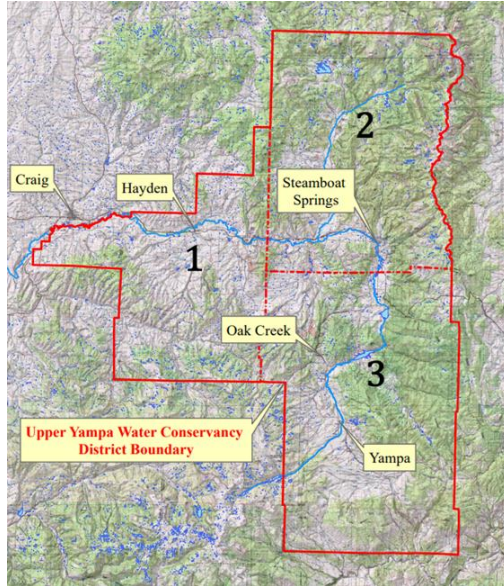 2
Craig
Hayden
Steamboat
Springs
1
Oak Creek
3
Upper Yampa Water Conservancy
District Boundary
Yampa